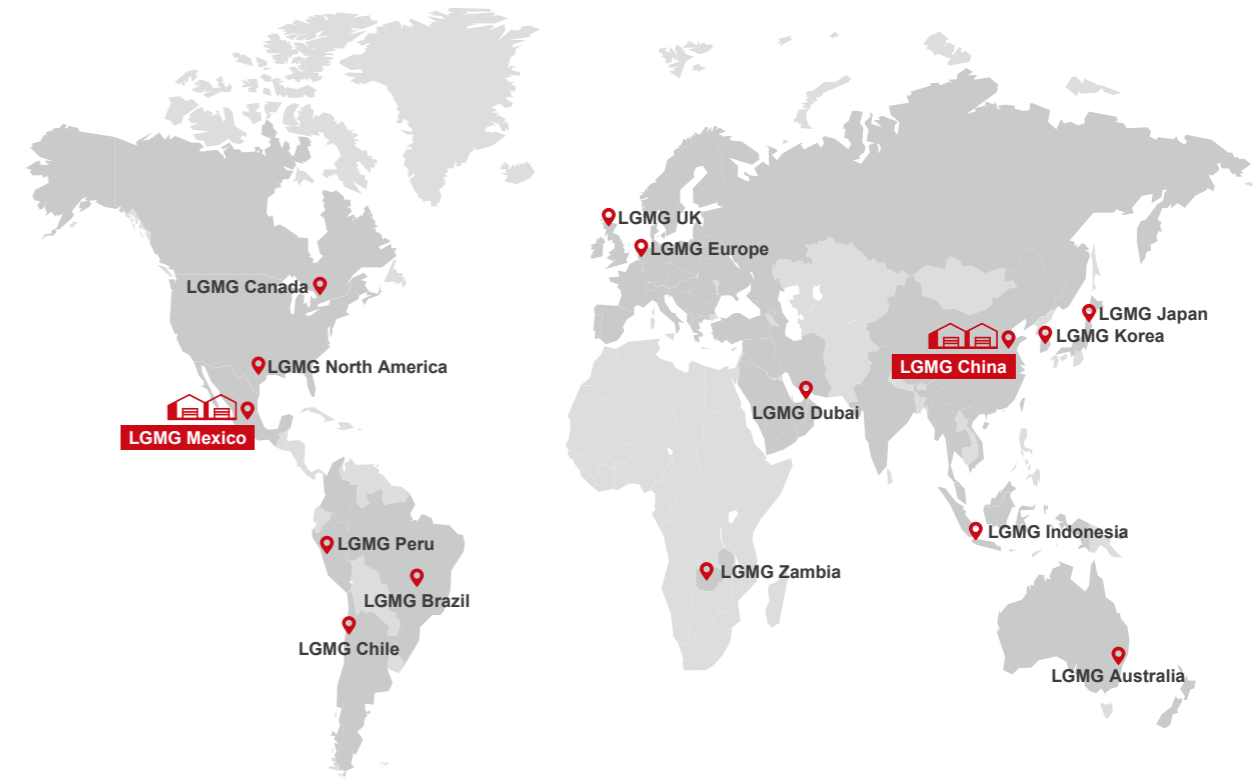 LGMG UK
LGMG Europe
LGMG Canada
LGMG Japan
LGMG Korea
LGMG China
LGMG North America
LGMG Dubai
LGMG Mexico
LGMG Indonesia
LGMG Peru
LGMG Zambia
LGMG Brazil
LGMG Chile
LGMG Australia